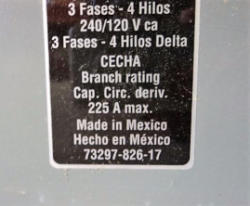 3 Fases - 4 Hilos
240/120 V ca
3 Fases - 4 Hilos Delta
CECHA
Branch rating
Cap. Circ. deriv.
225 A max.
Made in Mexico
Hecho en México
73297-826-17